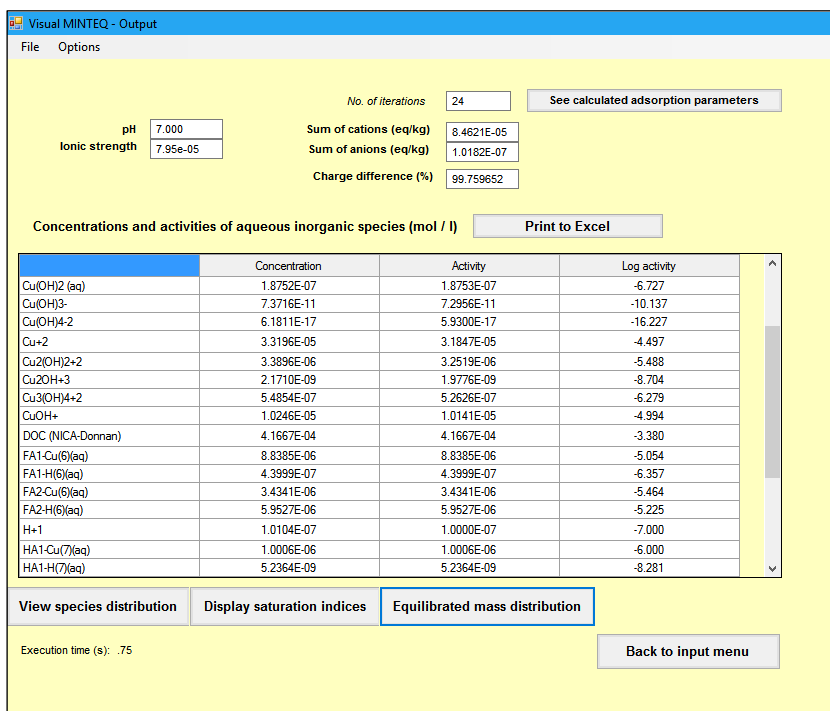 Visual MINTEQ - Output
File Options
No. of iterations 24 See calculated adsorption parameters
pH 7.000 Sum of cations (eq/kg) 8.4621E-05
Ionic strength 7.95e-05 Sum of anions (eq/kg) 1.0182E-07
Charge difference (%) 99.759652
Concentrations and activities of aqueous inorganic species (mol / l) Print to Excel
Concentration Activity Log activity
Cu(OH)2 (aq) 1.8752E-07 1.8753E-07 -6.727
Cu(OH)3- 7.3716E-11 7.2956E-11 -10.137
Cu(OH)4-2 6.1811E-17 5.9300E-17 -16.227
Cu+2 3.3196E-05 3.1847E-05 -4.497
Cu2(OH)2+2 3.3896E-06 3.2519E-06 -5.488
Cu2OH+3 2.1710E-09 1.9776E-09 -8.704
Cu3(OH)4+2 5.4854E-07 5.2626E-07 -6.279
CuOH+ 1.0246E-05 1.0141E-05 -4.994
DOC (NICA-Donnan) 4.1667E-04 4.1667E-04 -3.380
FA1-Cu(6)(aq) 8.8385E-06 8.8385E-06 -5.054
FA1-H(6)(aq) 4.3999E-07 4.3999E-07 -6.357
FA2-Cu(6)(aq) 3.4341E-06 3.4341E-06 -5.464
FA2-H(6)(aq) 5.9527E-06 5.9527E-06 -5.225
H+1 1.0104E-07 1.0000E-07 -7.000
HA1-Cu(7)(aq) 1.0006E-06 1.0006E-06 -6.000
HA1-H(7)(aq) 5.2364E-09 5.2364E-09 -8.281
View species distribution Display saturation indices Equilibrated mass distribution
Execution time (s): .75 Back to input menu